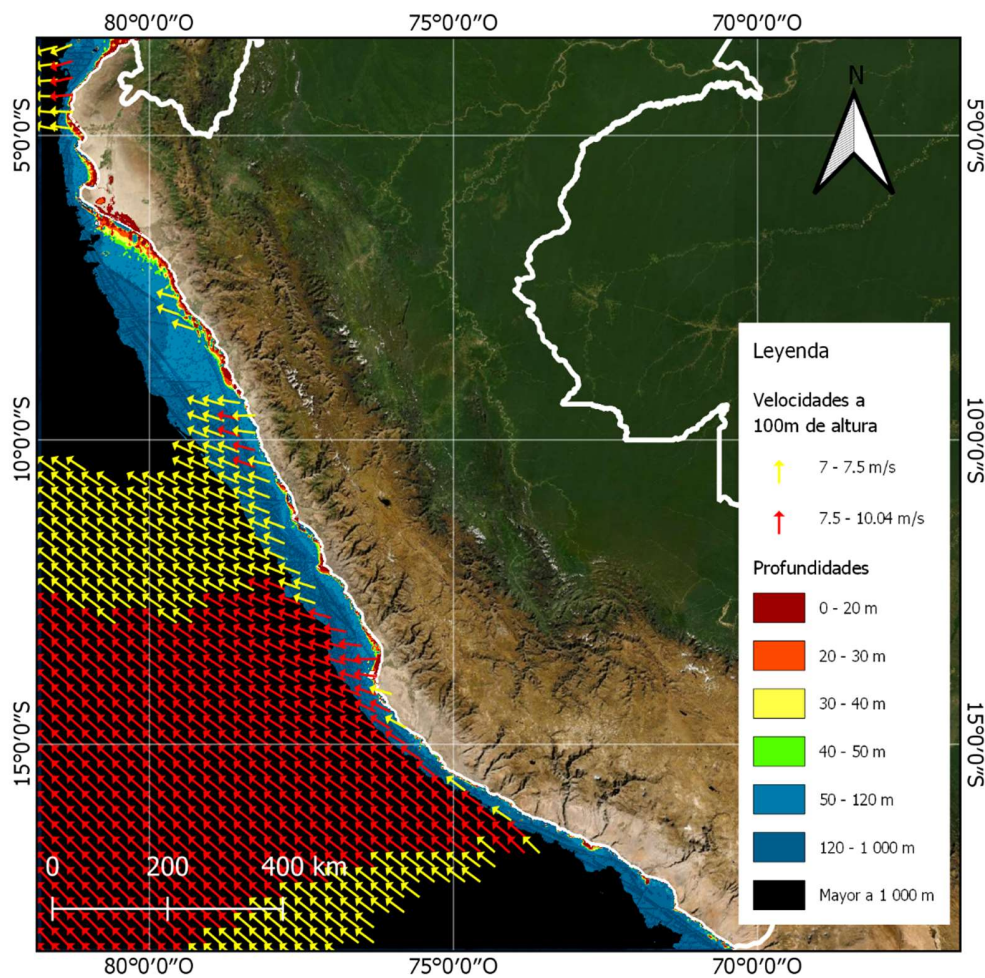 80°0′0″O 75°0′0″O 70°0′0″O
N
5°0′0″S 5°0′0″S
10°0′0″S 10°0′0″S
15°0′0″S 15°0′0″S
Leyenda
Velocidades a
100m de altura
7 - 7.5 m/s
7.5 - 10.04 m/s
Profundidades
0 - 20 m
20 - 30 m
30 - 40 m
40 - 50 m
50 - 120 m
120 - 1 000 m
Mayor a 1 000 m
0 200 400 km
80°0′0″O 75°0′0″O 70°0′0″O